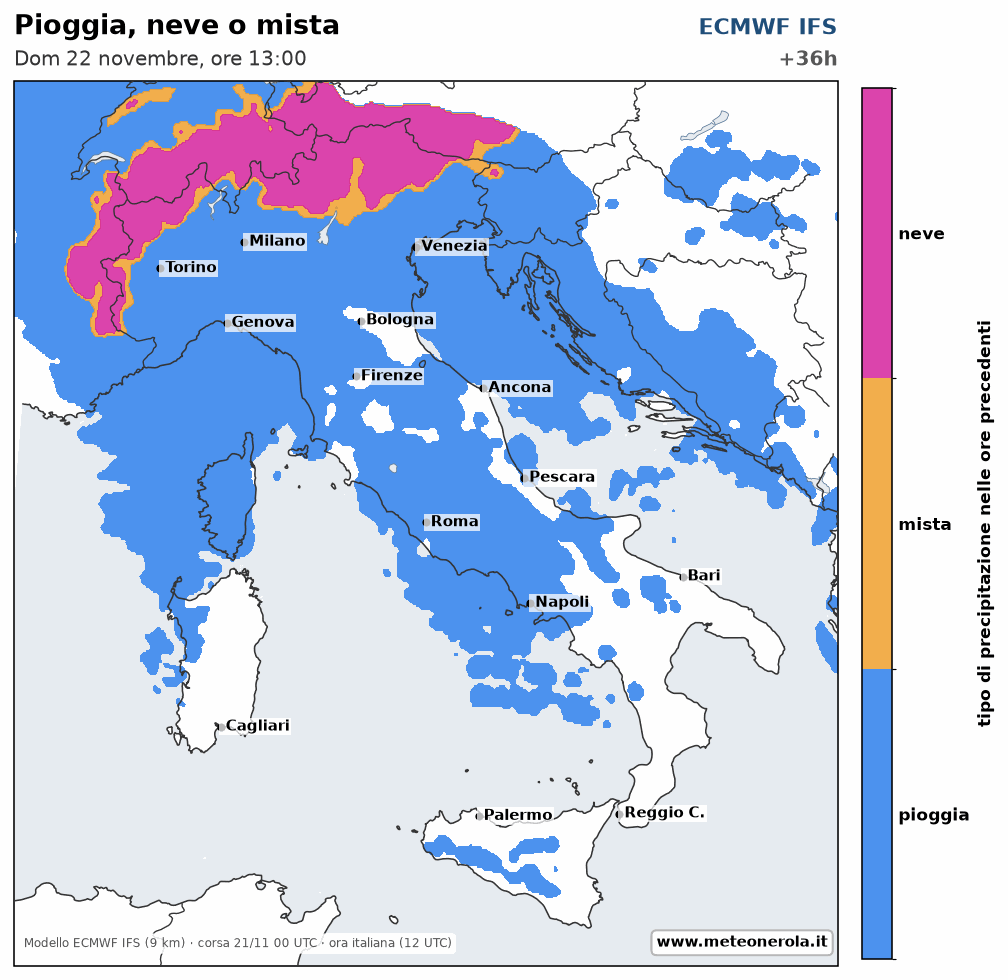 Pioggia, neve o mista
ECMWF IFS
Dom 22 novembre, ore 13:00
+36h
neve
mista
pioggia
tipo di precipitazione nelle ore precedenti
Milano
Venezia
Torino
Genova
Bologna
Firenze
Ancona
Pescara
Roma
Bari
Napoli
Cagliari
Palermo
Reggio C.
Modello ECMWF IFS (9 km) · corsa 21/11 00 UTC · ora italiana (12 UTC)
www.meteonerola.it